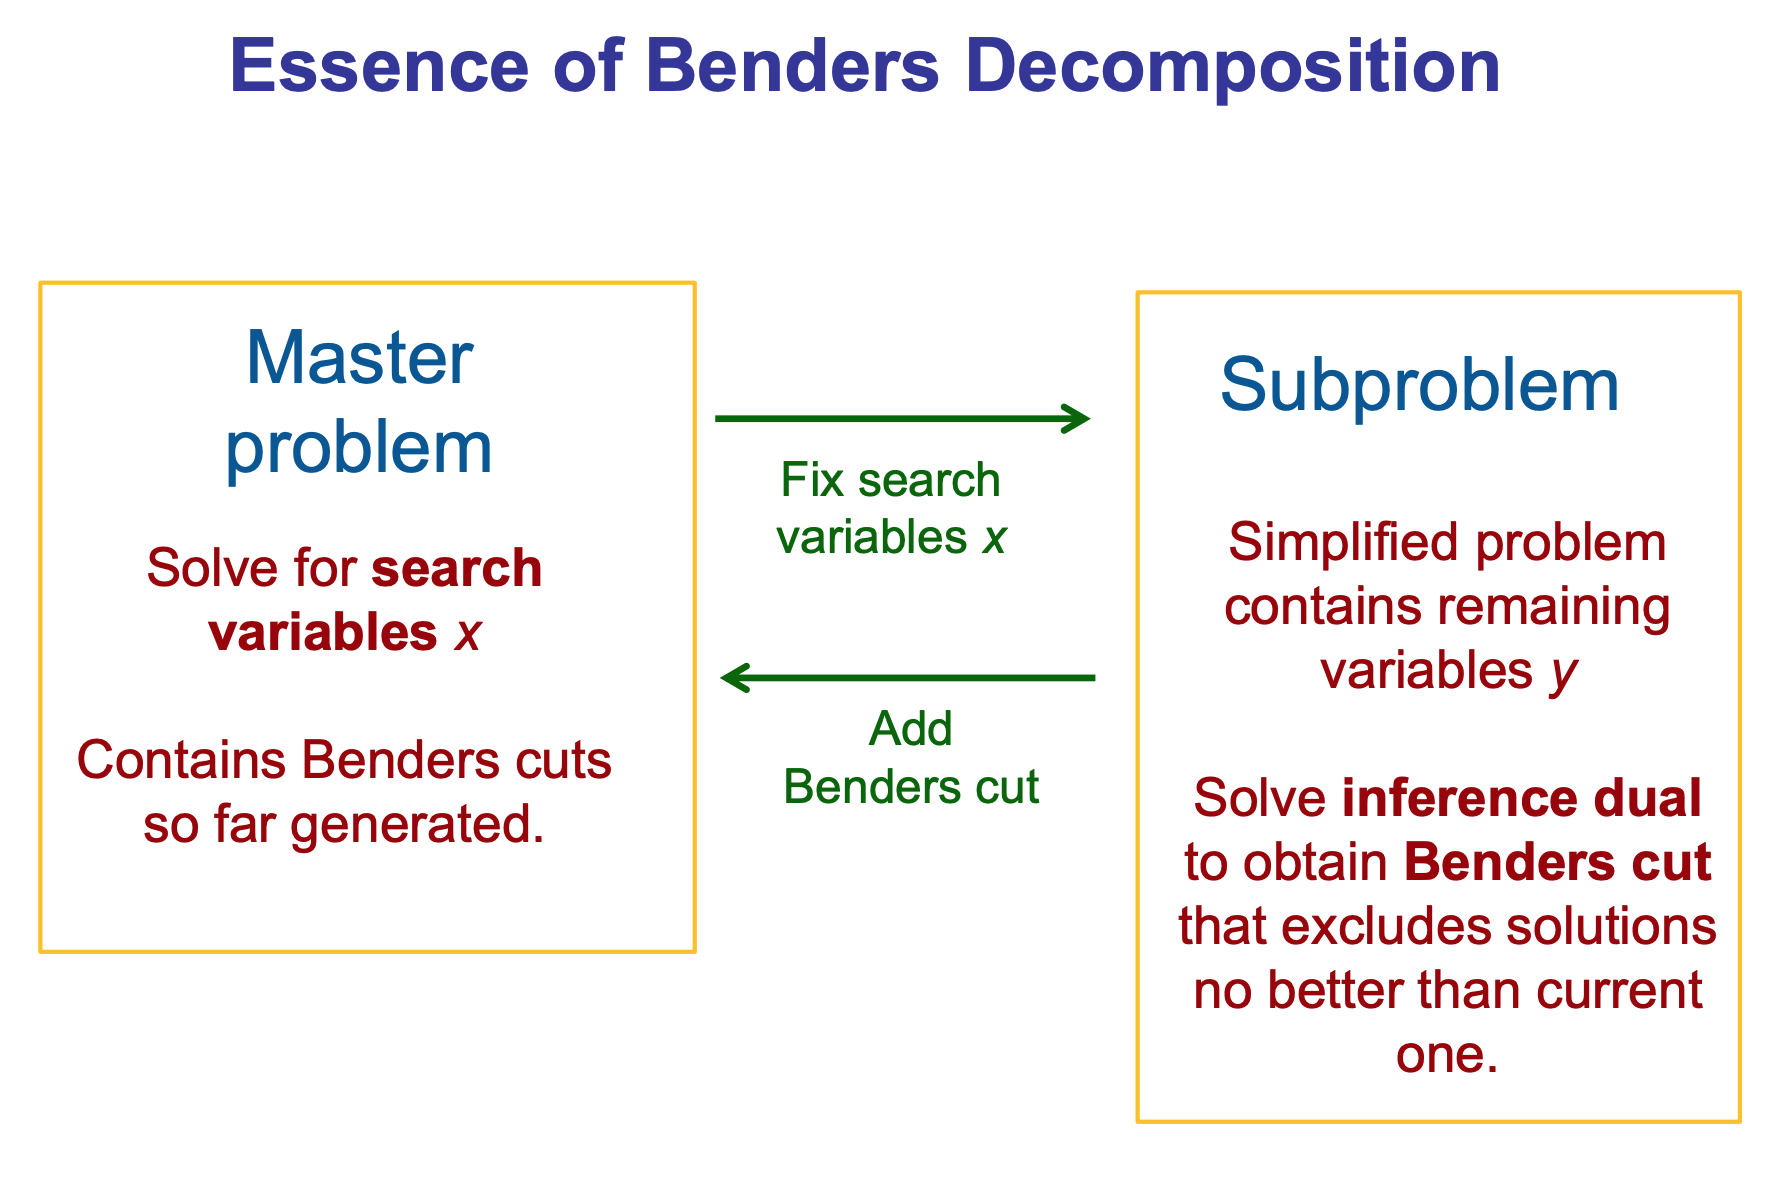 Essence of Benders Decomposition
Master
problem
Solve for search
variables x
Contains Benders cuts
so far generated.
Fix search
variables x
Add
Benders cut
Subproblem
Simplified problem
contains remaining
variables y
Solve inference dual
to obtain Benders cut
that excludes solutions
no better than current
one.